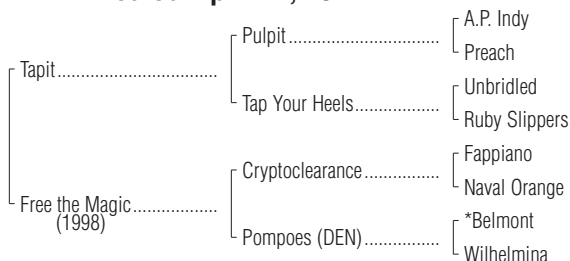 A.P. Indy
Pulpit
Preach
Tapit
Unbridled
Tap Your Heels
Ruby Slippers
Fappiano
Cryptoclearance
Naval Orange
Free the Magic
(1998)
*Belmont
Pompoes (DEN)
Wilhelmina